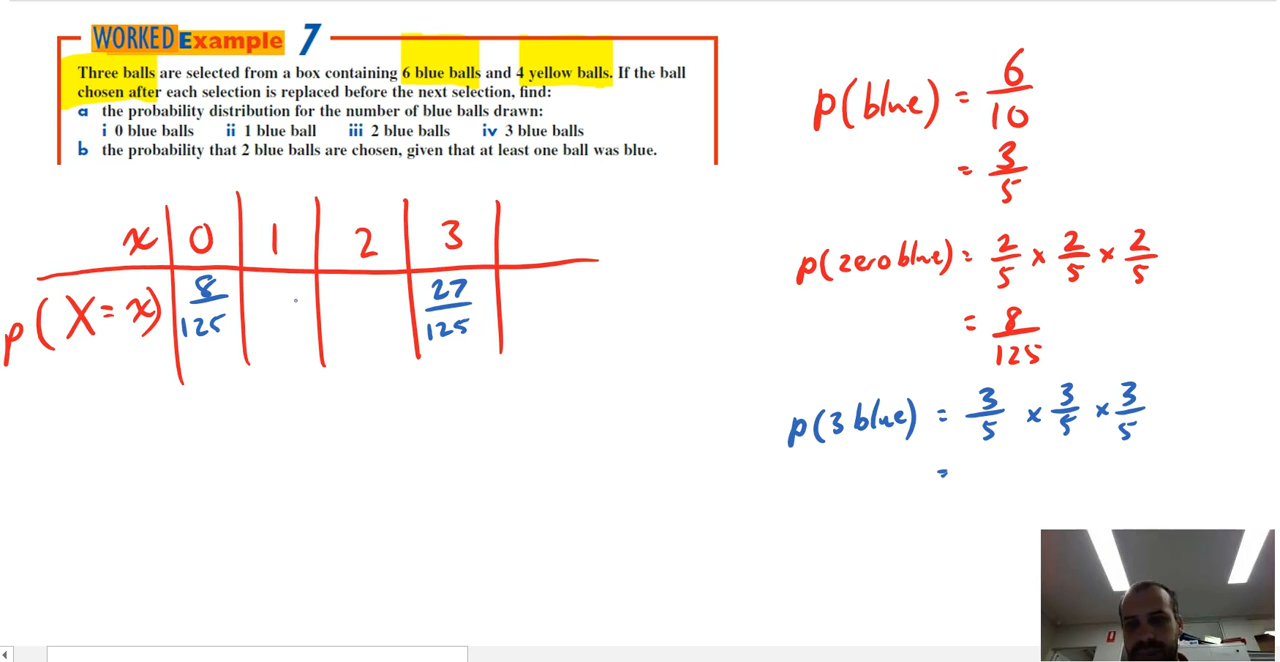 WORKED Example 7
Three balls are selected from a box containing 6 blue balls and 4 yellow balls. If the ball
chosen after each selection is replaced before the next selection, find:
a the probability distribution for the number of blue balls drawn:
i 0 blue balls ii 1 blue ball iii 2 blue balls iv 3 blue balls
b the probability that 2 blue balls are chosen, given that at least one ball was blue.
x 0 1 2 3
p(X=x) 8/125 27/125
p(blue) = 6/10
= 3/5
p(zero blue) = 2/5 × 2/5 × 2/5
= 8/125
p(3 blue) = 3/5 × 3/5 × 3/5
=